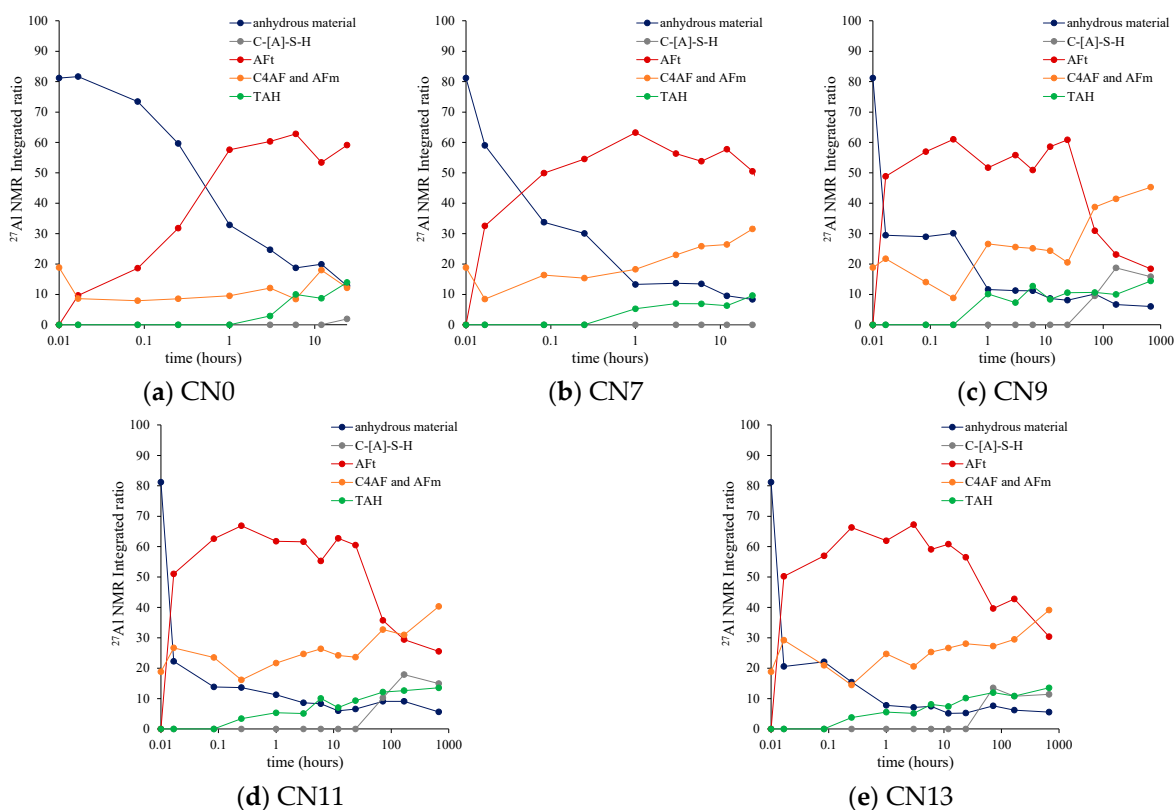 anhydrous material
C-[A]-S-H
AFt
C4AF and AFm
TAH
100
90
80
70
60
50
40
30
20
10
0
0.01 0.1 1 10
²⁷Al NMR Integrated ratio
time (hours)
(a) CN0
anhydrous material
C-[A]-S-H
AFt
C4AF and AFm
TAH
100
90
80
70
60
50
40
30
20
10
0
0.01 0.1 1 10
²⁷Al NMR Integrated ratio
time (hours)
(b) CN7
anhydrous material
C-[A]-S-H
AFt
C4AF and AFm
TAH
100
90
80
70
60
50
40
30
20
10
0
0.01 0.1 1 10 100 1000
²⁷Al NMR Integrated ratio
time (hours)
(c) CN9
anhydrous material
C-[A]-S-H
AFt
C4AF and AFm
TAH
100
90
80
70
60
50
40
30
20
10
0
0.01 0.1 1 10 100 1000
²⁷Al NMR Integrated ratio
time (hours)
(d) CN11
anhydrous material
C-[A]-S-H
AFt
C4AF and AFm
TAH
100
90
80
70
60
50
40
30
20
10
0
0.01 0.1 1 10 100 1000
²⁷Al NMR Integrated ratio
time (hours)
(e) CN13